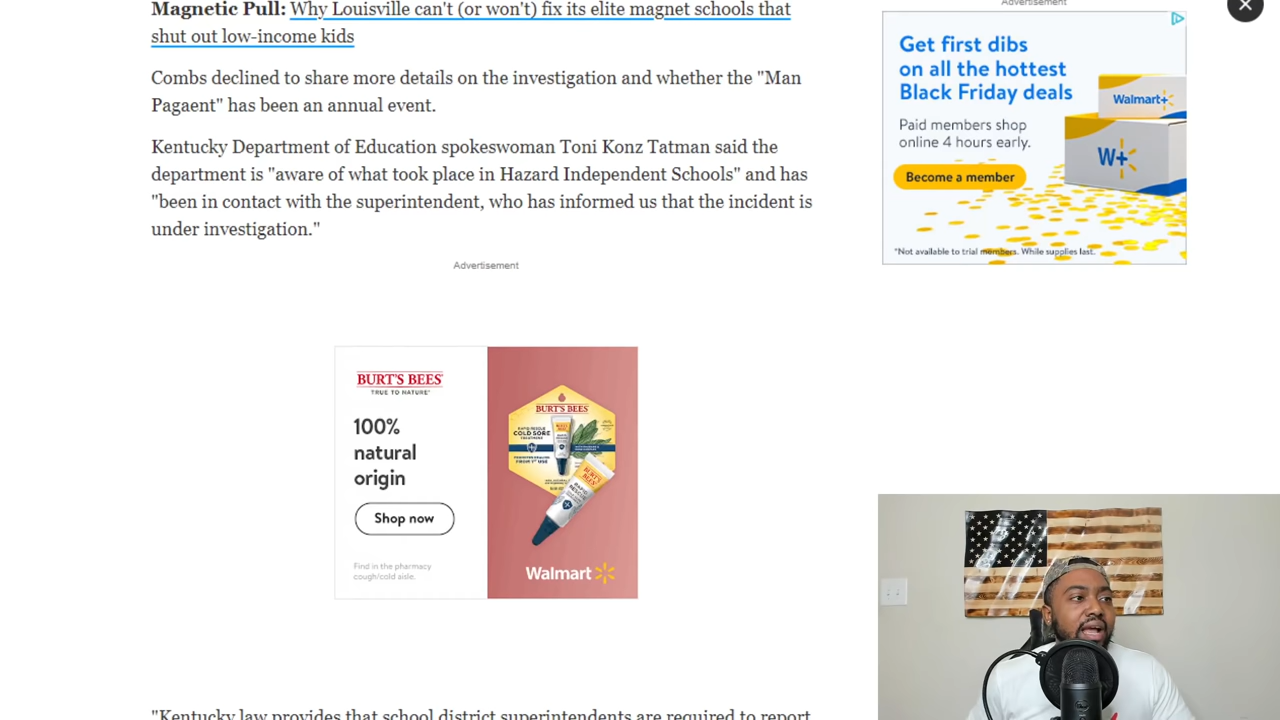 Magnetic Pull: Why Louisville can't (or won't) fix its elite magnet schools that
shut out low-income kids
Combs declined to share more details on the investigation and whether the "Man
Pagaent" has been an annual event.
Kentucky Department of Education spokeswoman Toni Konz Tatman said the
department is "aware of what took place in Hazard Independent Schools" and has
"been in contact with the superintendent, who has informed us that the incident is
under investigation."
Advertisement
BURT'S BEES
TRUE TO NATURE
100%
natural
origin
Shop now
Find in the pharmacy
cough/cold aisle.
BURT'S BEES
RAPID RESCUE
COLD SORE
TREATMENT
Walmart
"Kentucky law provides that school district superintendents are required to report
Advertisement
Get first dibs
on all the hottest
Black Friday deals
Paid members shop
online 4 hours early.
Become a member
Walmart+
W+
*Not available to trial members. While supplies last.